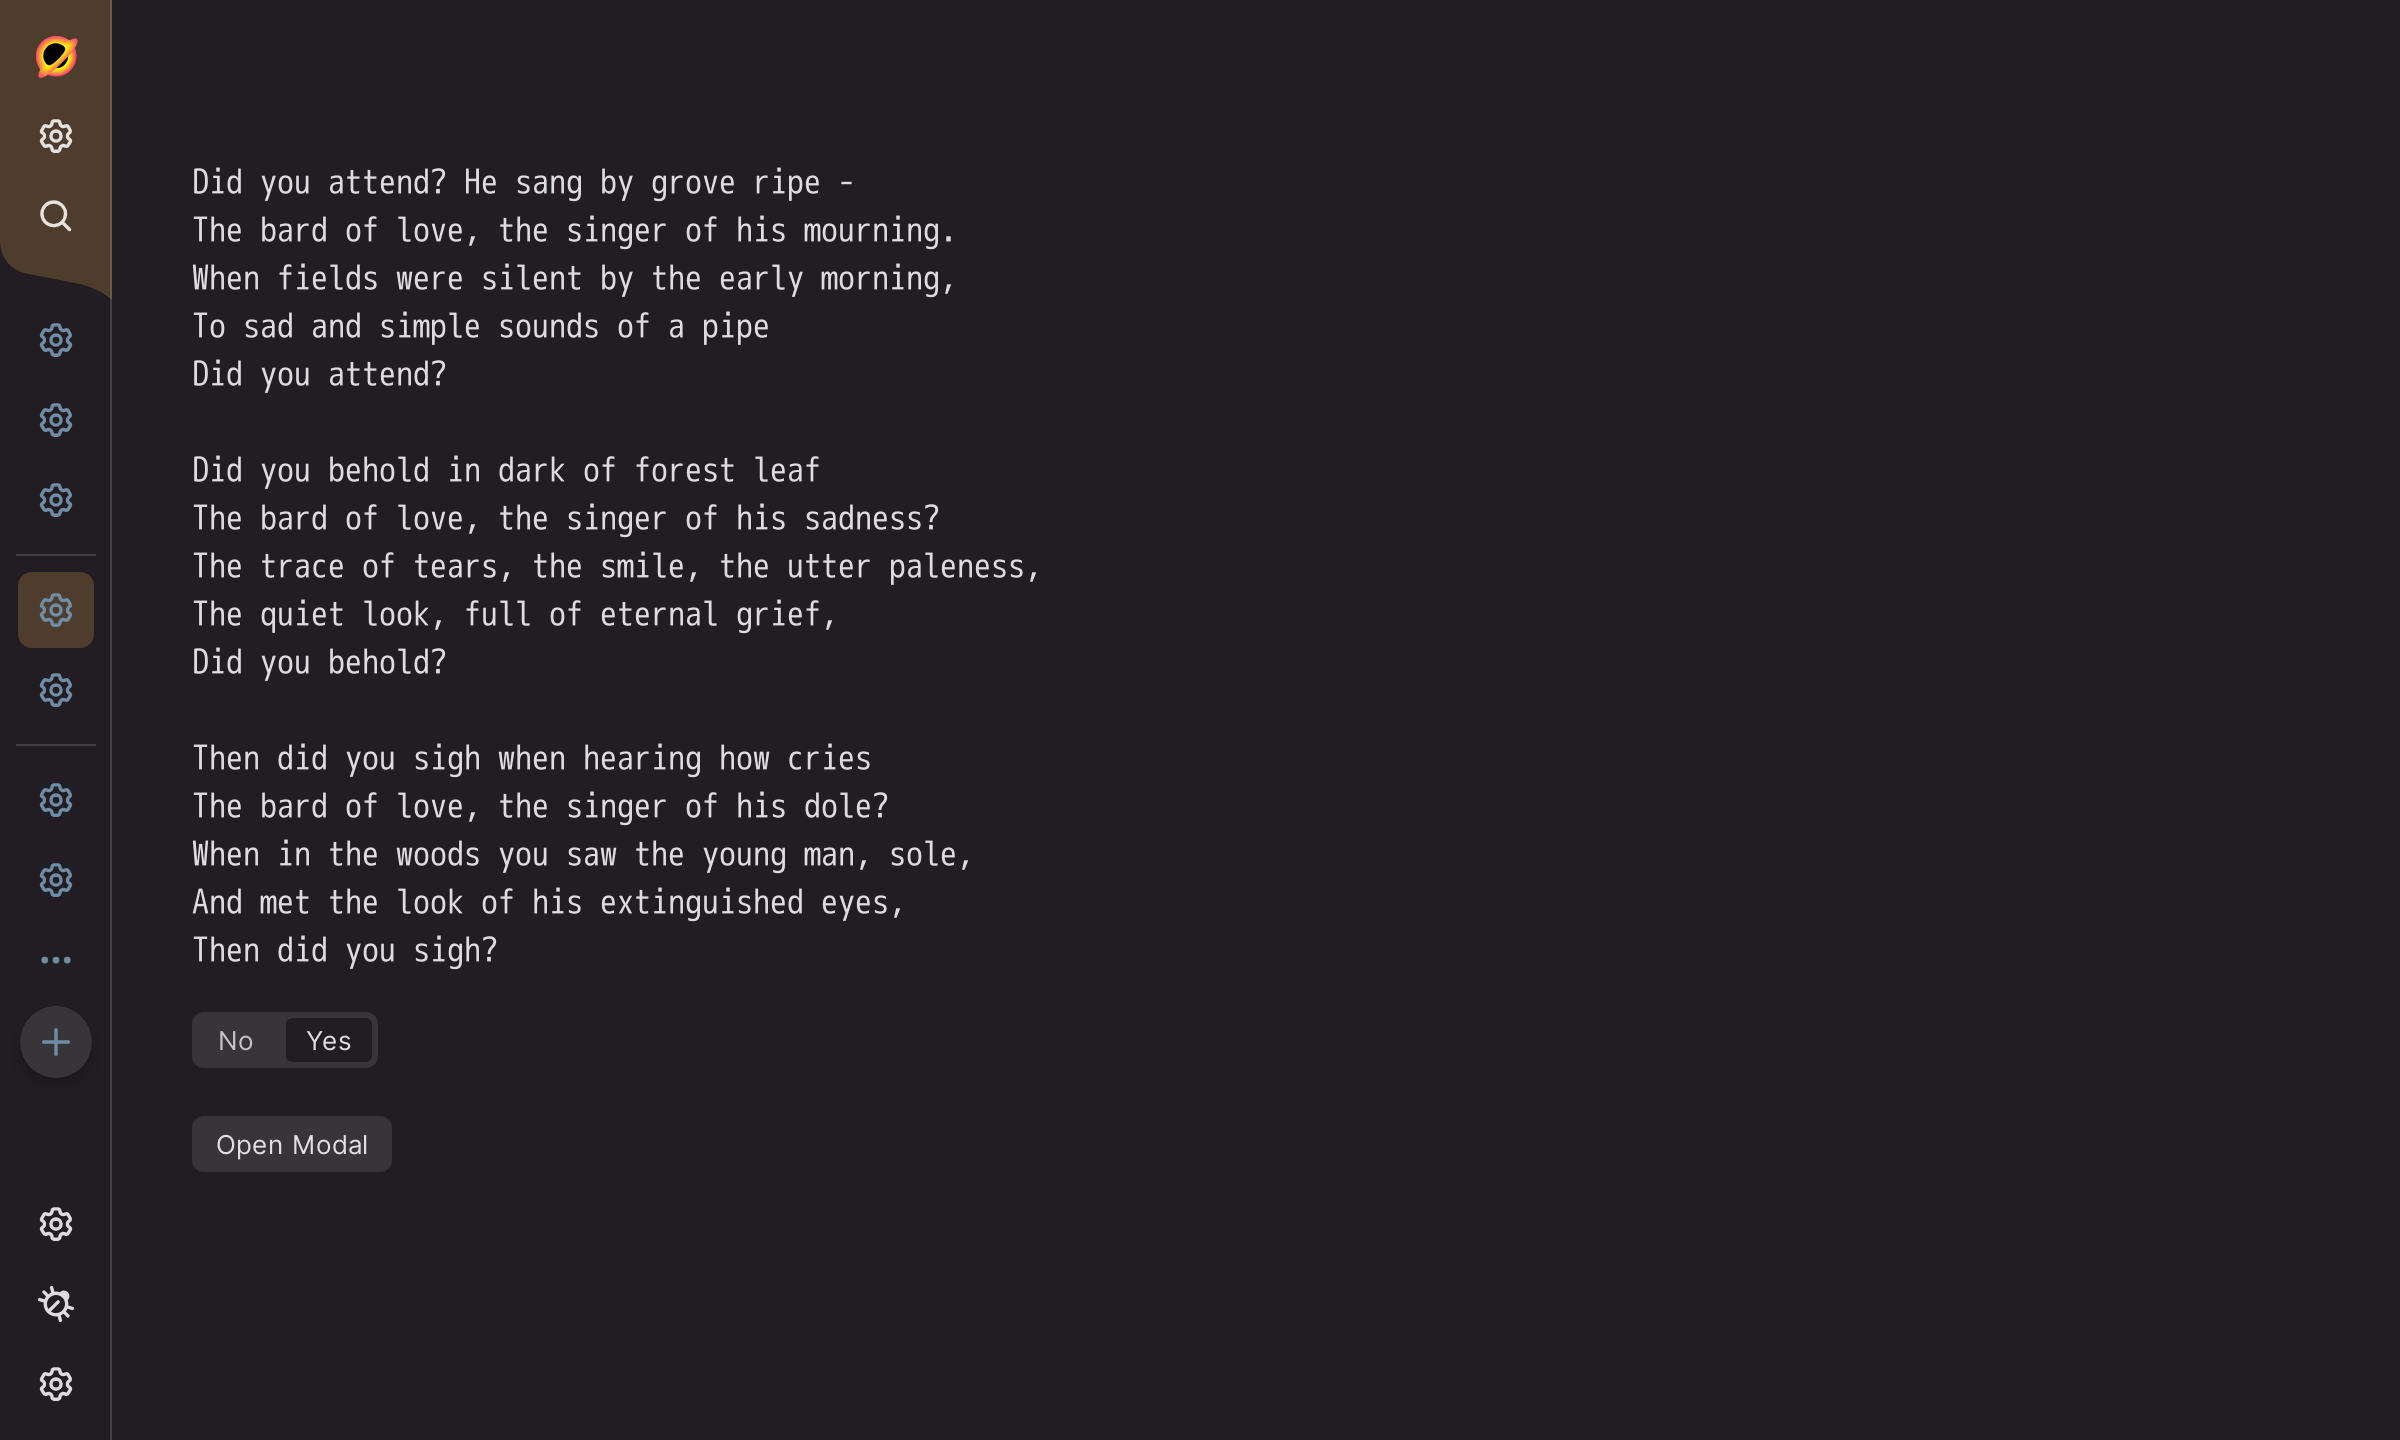 Did you attend? He sang by grove ripe -
The bard of love, the singer of his mourning.
When fields were silent by the early morning,
To sad and simple sounds of a pipe
Did you attend?

Did you behold in dark of forest leaf
The bard of love, the singer of his sadness?
The trace of tears, the smile, the utter paleness,
The quiet look, full of eternal grief,
Did you behold?

Then did you sigh when hearing how cries
The bard of love, the singer of his dole?
When in the woods you saw the young man, sole,
And met the look of his extinguished eyes,
Then did you sigh?

No Yes
Open Modal